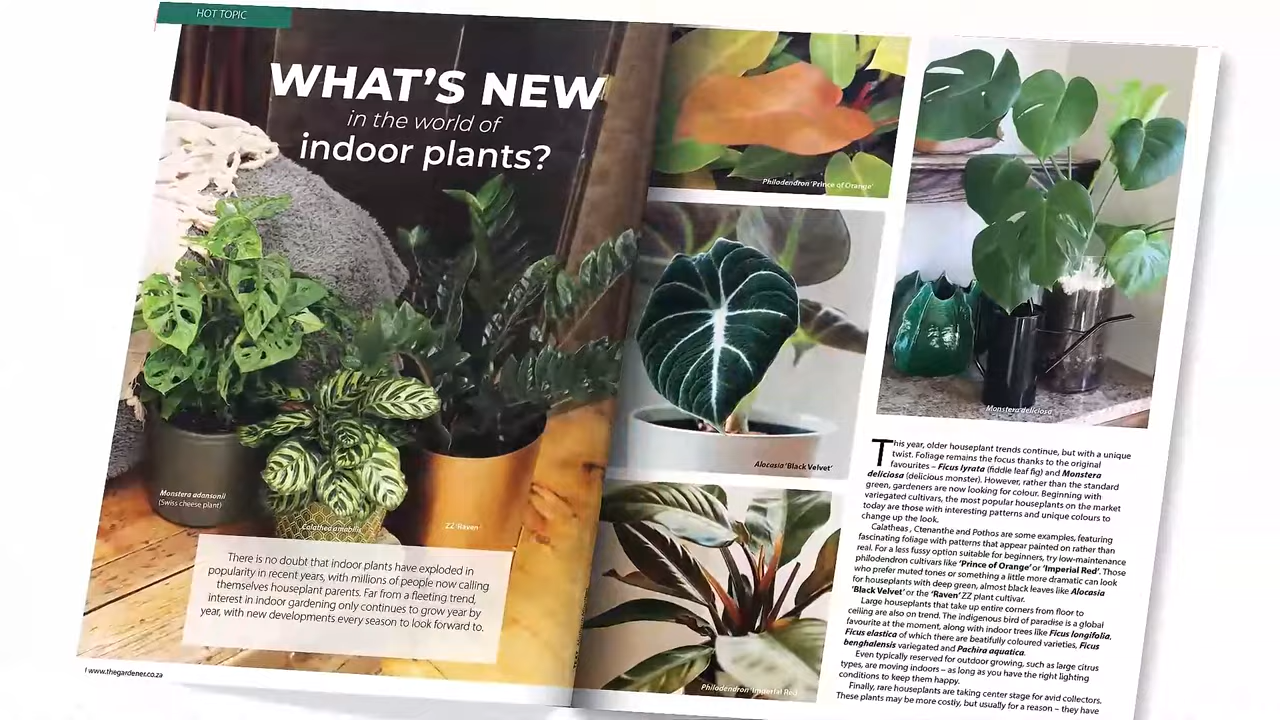 HOT TOPIC
WHAT'S NEW
in the world of
indoor plants?
Monstera adansonii
(Swiss cheese plant)
Calathea amabilis
ZZ 'Raven'
There is no doubt that indoor plants have exploded in
popularity in recent years, with millions of people now calling
themselves houseplant parents. Far from a fleeting trend,
interest in indoor gardening only continues to grow year by
year, with new developments every season to look forward to.
www.thegardener.co.za
Philodendron 'Prince of Orange'
Alocasia 'Black Velvet'
Philodendron 'Imperial Red'
Monstera deliciosa
This year, older houseplant trends continue, but with a unique
twist. Foliage remains the focus thanks to the original
favourites – Ficus lyrata (fiddle leaf fig) and Monstera
deliciosa (delicious monster). However, rather than the standard
green, gardeners are now looking for colour. Beginning with
variegated cultivars, the most popular houseplants on the market
today are those with interesting patterns and unique colours to
change up the look.
Calatheas , Ctenanthe and Pothos are some examples, featuring
fascinating foliage with patterns that appear painted on rather than
real. For a less fussy option suitable for beginners, try low-maintenance
philodendron cultivars like 'Prince of Orange' or 'Imperial Red'. Those
who prefer muted tones or something a little more dramatic can look
for houseplants with deep green, almost black leaves like Alocasia
'Black Velvet' or the 'Raven' ZZ plant cultivar.
Large houseplants that take up entire corners from floor to
ceiling are also on trend. The indigenous bird of paradise is a global
favourite at the moment, along with indoor trees like Ficus longifolia,
Ficus elastica of which there are beatifully coloured varieties, Ficus
benghalensis variegated and Pachira aquatica.
Even typically reserved for outdoor growing, such as large citrus
types, are moving indoors – as long as you have the right lighting
conditions to keep them happy.
Finally, rare houseplants are taking center stage for avid collectors.
These plants may be more costly, but usually for a reason – they have